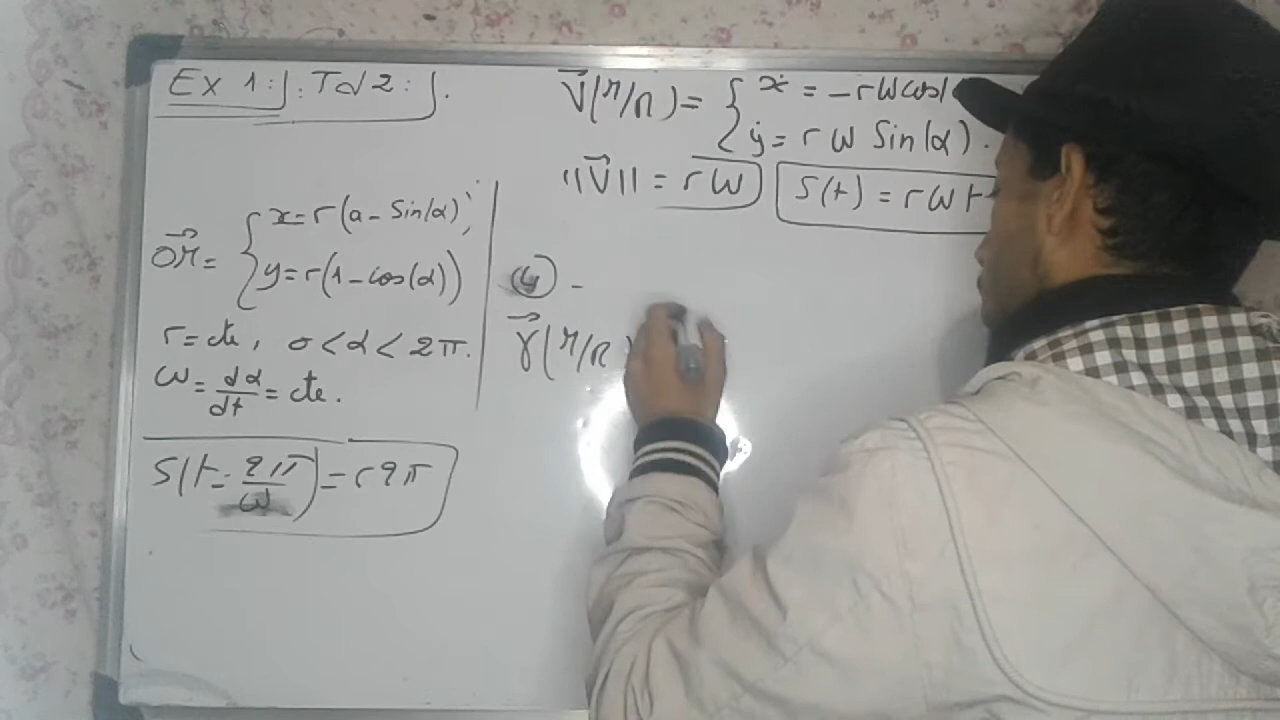 Ex 1: Td 2:
OM = { x = r(a - Sin(α)) ;
y = r(1 - cos(α))
r = cte, 0 < α < 2π.
ω = dα/dt = cte.
S(t = 2π/ω) = r 2π
V(M/R) = { ẋ = -rω cos(
ẏ = rω Sin(α).
||V|| = rω S(t) = rωt
④ -
γ(M/R)